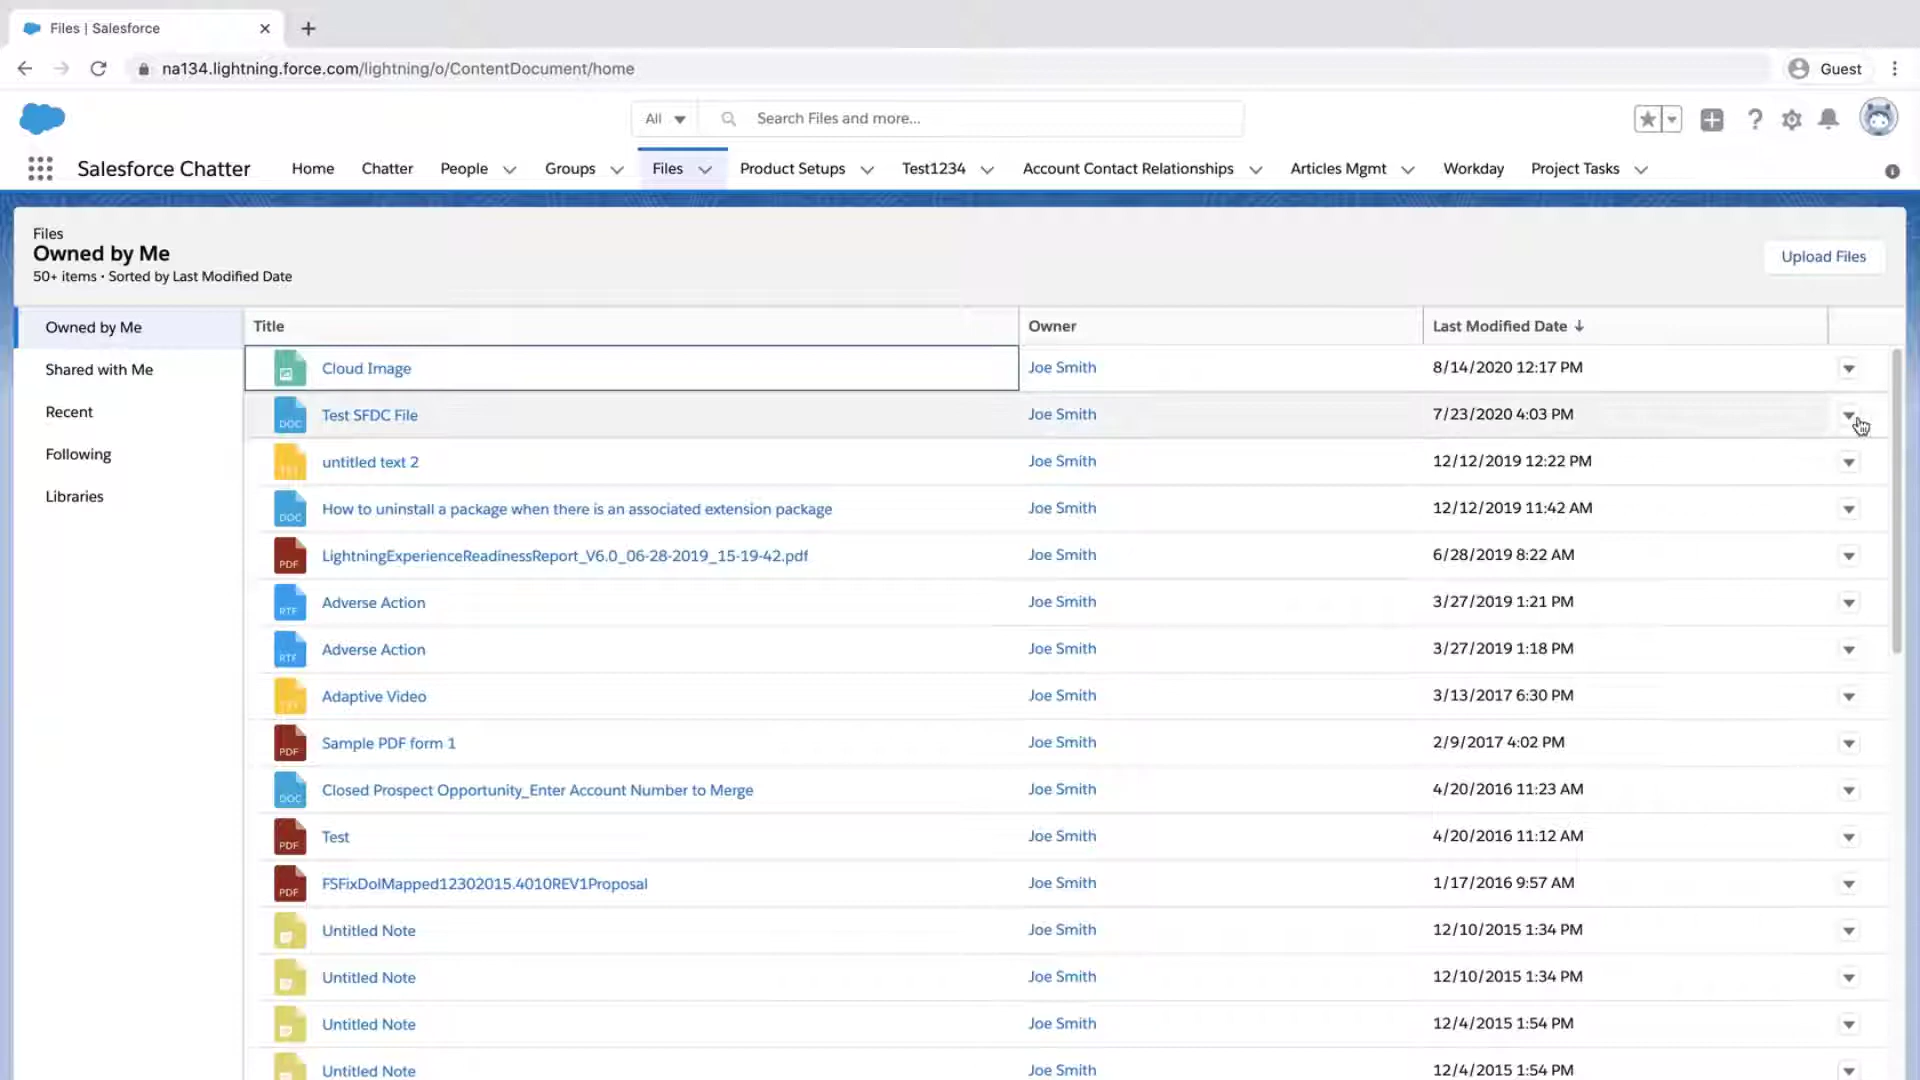 Files | Salesforce
na134.lightning.force.com/lightning/o/ContentDocument/home
Guest
All
Search Files and more...
Salesforce Chatter
Home
Chatter
People
Groups
Files
Product Setups
Test1234
Account Contact Relationships
Articles Mgmt
Workday
Project Tasks
Files
Owned by Me
50+ items • Sorted by Last Modified Date
Upload Files
Owned by Me
Shared with Me
Recent
Following
Libraries
Title Owner Last Modified Date
Cloud Image Joe Smith 8/14/2020 12:17 PM
DOC Test SFDC File Joe Smith 7/23/2020 4:03 PM
TXT untitled text 2 Joe Smith 12/12/2019 12:22 PM
DOC How to uninstall a package when there is an associated extension package Joe Smith 12/12/2019 11:42 AM
PDF LightningExperienceReadinessReport_V6.0_06-28-2019_15-19-42.pdf Joe Smith 6/28/2019 8:22 AM
RTF Adverse Action Joe Smith 3/27/2019 1:21 PM
RTF Adverse Action Joe Smith 3/27/2019 1:18 PM
TXT Adaptive Video Joe Smith 3/13/2017 6:30 PM
PDF Sample PDF form 1 Joe Smith 2/9/2017 4:02 PM
DOC Closed Prospect Opportunity_Enter Account Number to Merge Joe Smith 4/20/2016 11:23 AM
PDF Test Joe Smith 4/20/2016 11:12 AM
PDF FSFixDolMapped12302015.4010REV1Proposal Joe Smith 1/17/2016 9:57 AM
Untitled Note Joe Smith 12/10/2015 1:34 PM
Untitled Note Joe Smith 12/10/2015 1:34 PM
Untitled Note Joe Smith 12/4/2015 1:54 PM
Untitled Note Joe Smith 12/4/2015 1:54 PM